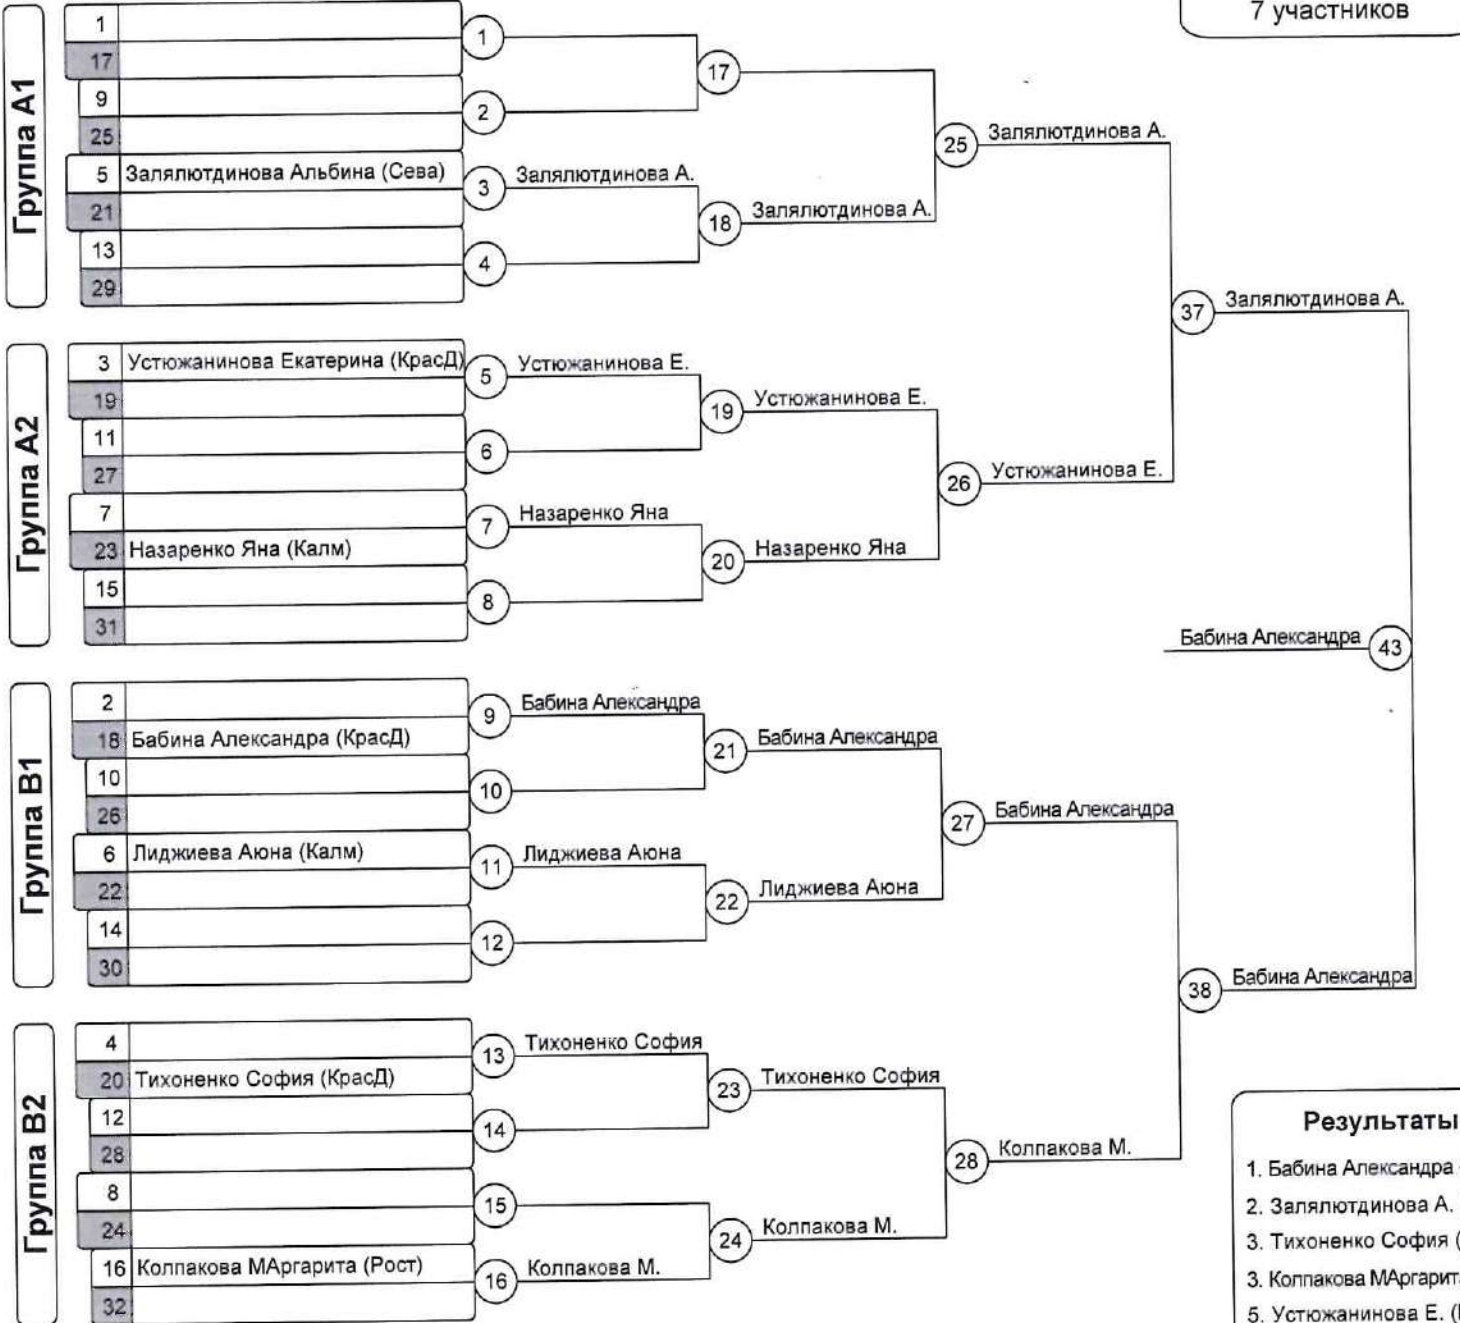 7 участников
Группа А1
1
17
9
25
5 Залялютдинова Альбина (Сева)
21
13
29
1
2
3 Залялютдинова А.
4
17
18 Залялютдинова А.
25 Залялютдинова А.
37 Залялютдинова А.
Группа А2
3 Устюжанинова Екатерина (КрасД)
19
11
27
7
23 Назаренко Яна (Калм)
15
31
5 Устюжанинова Е.
6
7 Назаренко Яна
8
19 Устюжанинова Е.
20 Назаренко Яна
26 Устюжанинова Е.
Бабина Александра 43
Группа В1
2
18 Бабина Александра (КрасД)
10
26
6 Лиджиева Аюна (Калм)
22
14
30
9 Бабина Александра
10
11 Лиджиева Аюна
12
21 Бабина Александра
22 Лиджиева Аюна
27 Бабина Александра
38 Бабина Александра
Группа В2
4
20 Тихоненко София (КрасД)
12
28
8
24
16 Колпакова МАргарита (Рост)
32
13 Тихоненко София
14
15
16 Колпакова М.
23 Тихоненко София
24 Колпакова М.
28 Колпакова М.
Результаты
1. Бабина Александра
2. Залялютдинова А.
3. Тихоненко София (
3. Колпакова МАргарит
5. Устюжанинова Е. (